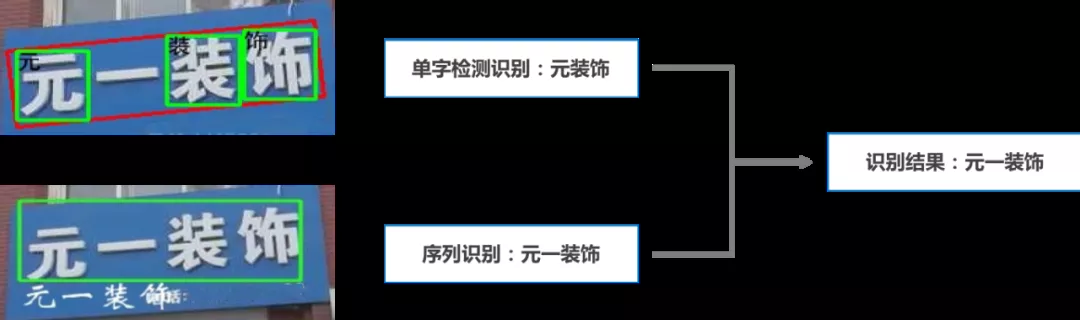 元 装 饰
元一装饰
单字检测识别：元装饰
识别结果：元一装饰
元一装饰
元一装饰
序列识别：元一装饰